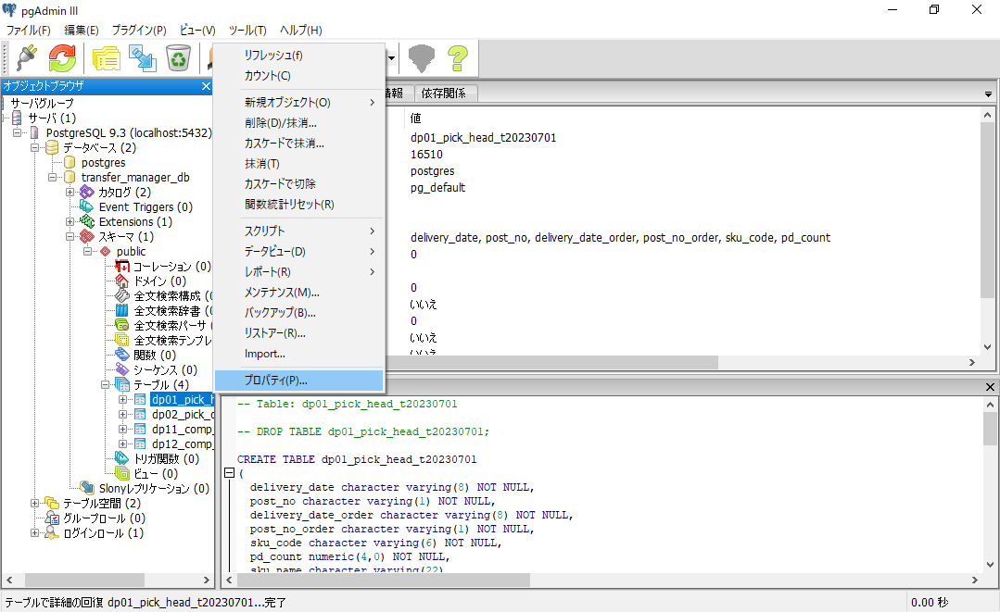 pgAdmin III
ファイル(F) 編集(E) プラグイン(P) ビュー(V) ツール(T) ヘルプ(H)
オブジェクトブラウザ
サーバグループ
サーバ (1)
PostgreSQL 9.3 (localhost:5432)
データベース (2)
postgres
transfer_manager_db
カタログ (2)
Event Triggers (0)
Extensions (1)
スキーマ (1)
public
コーレーション (0)
ドメイン (0)
全文検索構成 (
全文検索辞書 (
全文検索パーサ
全文検索テンプレ
関数 (0)
シーケンス (0)
テーブル (4)
dp01_pick_h
dp02_pick_
dp11_comp_
dp12_comp_
トリガ関数 (0)
ビュー (0)
Slonyレプリケーション (0)
テーブル空間 (2)
グループロール (0)
ログインロール (1)
リフレッシュ(f)
カウント(C)
新規オブジェクト(O)
削除(D)/抹消...
カスケードで抹消...
抹消(T)
カスケードで切除
関数統計リセット(R)
スクリプト
データビュー(D)
レポート(R)
メンテナンス(M)...
バックアップ(B)...
リストアー(R)...
Import...
プロパティ(P)...
情報 依存関係
値
dp01_pick_head_t20230701
16510
postgres
pg_default
delivery_date, post_no, delivery_date_order, post_no_order, sku_code, pd_count
0
0
いいえ
0
いいえ
いいえ
-- Table: dp01_pick_head_t20230701
-- DROP TABLE dp01_pick_head_t20230701;
CREATE TABLE dp01_pick_head_t20230701
(
delivery_date character varying(8) NOT NULL,
post_no character varying(1) NOT NULL,
delivery_date_order character varying(8) NOT NULL,
post_no_order character varying(1) NOT NULL,
sku_code character varying(6) NOT NULL,
pd_count numeric(4,0) NOT NULL,
sku_name character varying(22)
テーブルで詳細の回復 dp01_pick_head_t20230701...完了
0.00 秒